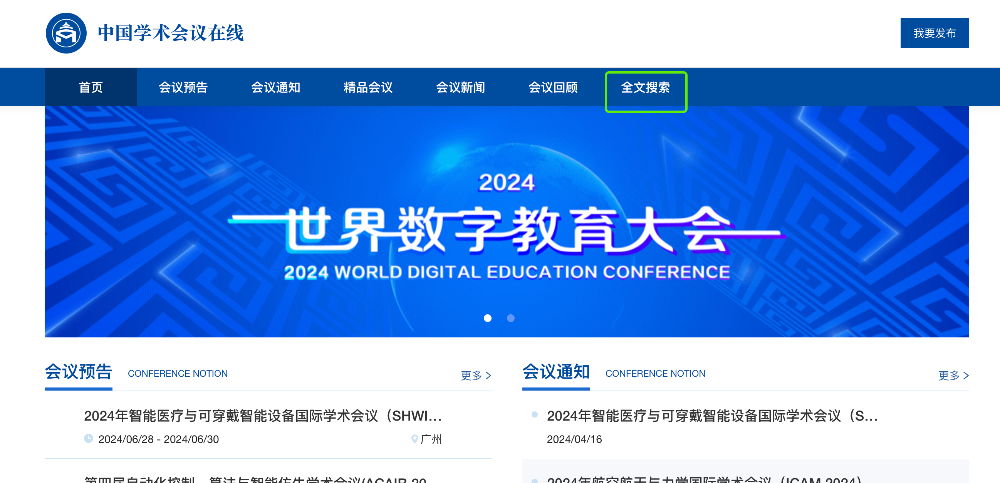 中国学术会议在线
我要发布
首页 会议预告 会议通知 精品会议 会议新闻 会议回顾 全文搜索
2024
世界数字教育大会
2024 WORLD DIGITAL EDUCATION CONFERENCE
会议预告 CONFERENCE NOTION 更多 >
2024年智能医疗与可穿戴智能设备国际学术会议（SHWI...
2024/06/28 - 2024/06/30 广州
第四届自动化控制、算法与智能仿生学术会议(ACAIB 20
会议通知 CONFERENCE NOTION 更多 >
2024年智能医疗与可穿戴智能设备国际学术会议（S...
2024/04/16
2024年航空航天与力学国际学术会议（ICAM 2024）